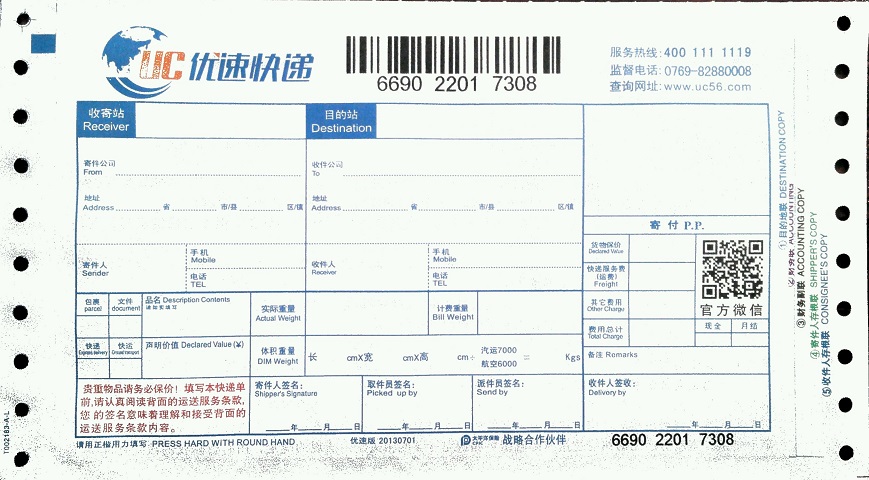 UC 优速快递
6690 2201 7308
服务热线: 400 111 1119
监督电话: 0769-82880008
查询网址: www.uc56.com
收寄站
Receiver
目的站
Destination
寄件公司
From
收件公司
To
地址
Address 省 市/县 区/镇
地址
Address 省 市/县 区/镇
寄件人
Sender
手机
Mobile
电话
TEL
收件人
Receiver
手机
Mobile
电话
TEL
寄 付 P.P.
货物保价
Declared Value
快递服务费
(运费)
Freight
其它费用
Other Chargu
费用总计
Total Charge
官方微信
现金 月结
包裹
parcel
文件
document
品名 Description Contents
请如实填写
实际重量
Actual Weight
计费重量
Bill Weight
快递
Express delivery
快运
Ground transport
声明价值 Declared Value (¥)
体积重量
DIM Weight
长 cmX宽 cmX高 cm÷ 汽运7000 航空6000 = Kgs
备注 Remarks
贵重物品请务必保价！填写本快递单
前,请认真阅读背面的运送服务条款,
您的签名意味着理解和接受背面的
运送服务条款内容。
寄件人签名:
Shipper's Signature
年 月 日
取件员签名:
Picked up by
年 月 日
派件员签名:
Send by
年 月 日
收件人签收:
Delivery by
年 月 日
请用正楷用力填写 PRESS HARD WITH ROUND HAND
优速版 20130701
太平洋保险
CPIC
战略合作伙伴
6690 2201 7308
T002183-A-L
①目的地联 DESTINATION COPY
②财务联 ACCOUNTING
③财务副联 ACCOUNTING COPY
④寄件人存根联 SHIPPER'S COPY
⑤收件人存根联 CONSIGNEE'S COPY